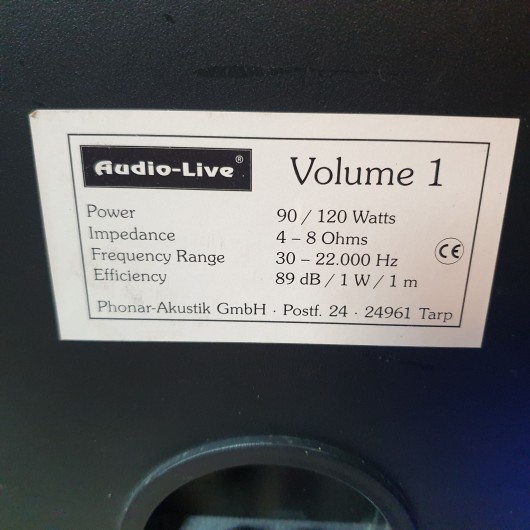 Audio-Live® Volume 1
Power 90 / 120 Watts
Impedance 4 – 8 Ohms
Frequency Range 30 – 22.000 Hz
Efficiency 89 dB / 1 W / 1 m
CE
Phonar-Akustik GmbH · Postf. 24 · 24961 Tarp